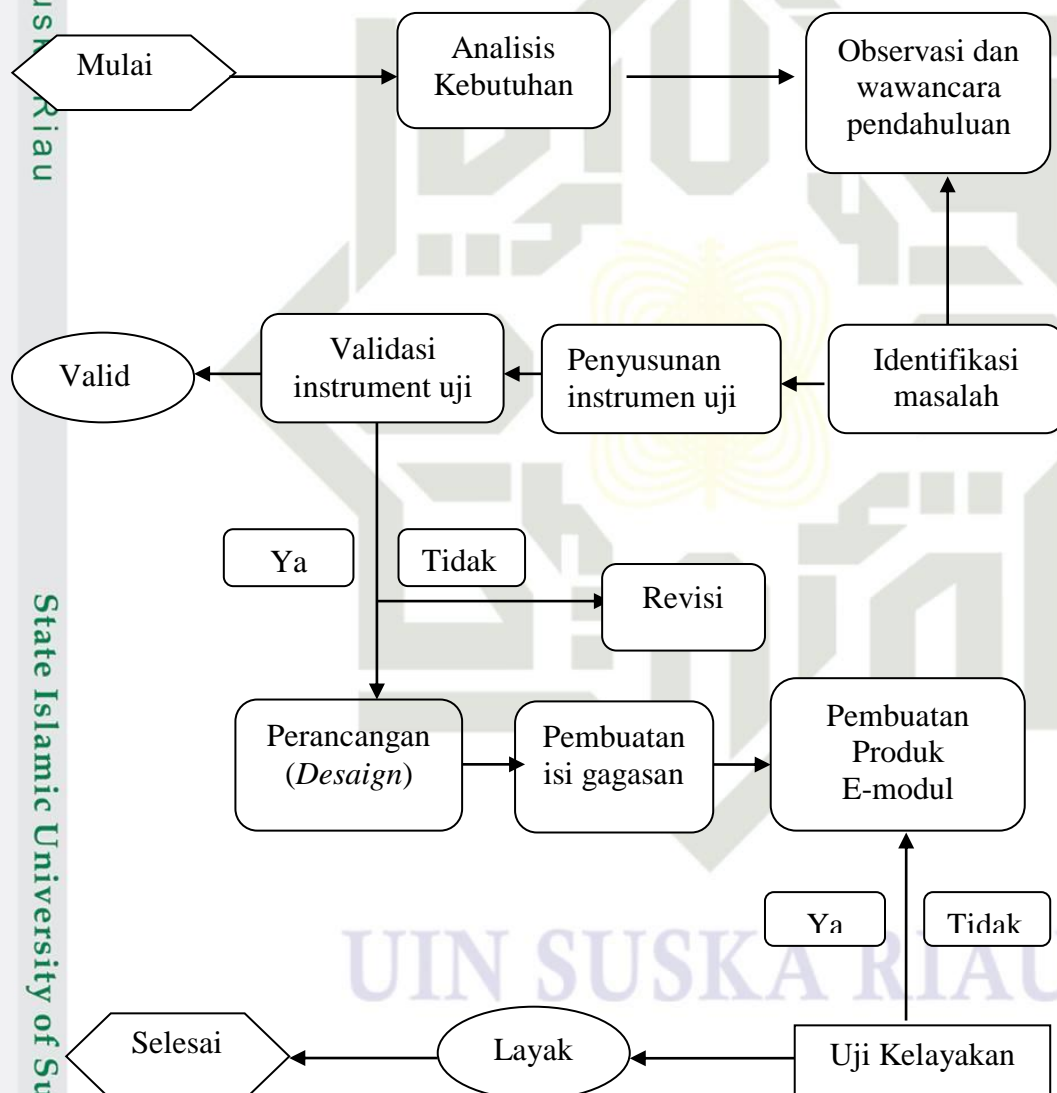 Mulai
Analisis
Kebutuhan
Observasi dan
wawancara
pendahuluan
Valid
Validasi
instrument uji
Penyusunan
instrumen uji
Identifikasi
masalah
Ya
Tidak
Revisi
Perancangan
(Desaign)
Pembuatan
isi gagasan
Pembuatan
Produk
E-modul
Ya
Tidak
Selesai
Layak
Uji Kelayakan
UIN SUSKA RIAU
Riau
State Islamic University of